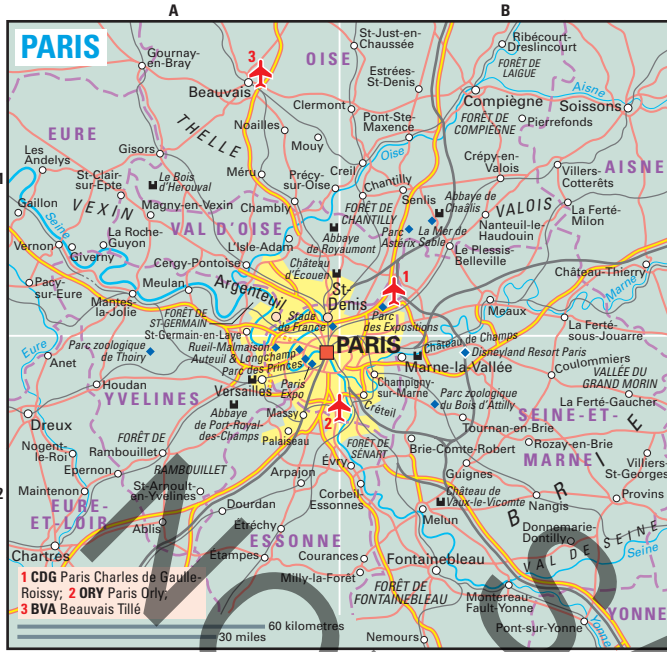 A B
PARIS
Gournay-
en-Bray
3
OISE
St-Just-en-
Chaussée
Ribécourt-
Dreslincourt
FORÊT DE
LAIGUE
Beauvais
Estrées-
St-Denis
Aisne
Clermont
Compiègne
Soissons
EURE
THELLE
Noailles
Mouy
Pont-Ste-
Maxence
FORÊT DE
COMPIÈGNE
Pierrefonds
Les
Andelys
Gisors
Oise
AISNE
1
St-Clair-
sur-Epte
Le Bois
d'Herouval
Méru
Précy-
sur-Oise
Creil
Chantilly
Crépy-en-
Valois
Villers-
Cotterêts
Gaillon
VEXIN
Magny-en-Vexin
Chambly
FORÊT DE
CHANTILLY
Senlis
Abbaye de
Chaâlis
VALOIS
La Ferté-
Milon
Seine
La Roche-
Guyon
VAL D'OISE
L'Isle-Adam
Abbaye
de Royaumont
Parc
Astérix
La Mer de
Sable
Nanteuil-le-
Haudouin
Vernon
Giverny
Cergy-Pontoise
Château
d'Écouen
Le Plessis-
Belleville
Château-Thierry
Pacy-
sur-Eure
Mantes-
la-Jolie
Meulan
Argenteuil
St-
Denis
1
Marne
FORÊT DE
ST-GERMAIN
Stade
de France
Parc
des Expositions
Meaux
La Ferté-
sous-Jouarre
Eure
St-Germain-en-Laye
Parc zoologique
de Thoiry
Rueil-Malmaison
Auteuil & Longchamp
Parc des Princes
PARIS
Château de Champs
Marne-la-Vallée
Disneyland Resort Paris
Anet
Coulommiers
Houdan
Versailles
Paris
Expo
Champigny-
sur-Marne
VALLÉE DU
GRAND MORIN
YVELINES
Abbaye
de Port-Royal-
des-Champs
Massy
2
Créteil
Parc zoologique
du Bois d'Attilly
La Ferté-Gaucher
Dreux
Palaiseau
SEINE-ET-
MARNE
Tournan-en-Brie
Nogent-
le-Roi
FORÊT DE
RAMBOUILLET
Rambouillet
FORÊT DE
SÉNART
Brie-Comte-Robert
Rozay-en-Brie
Epernon
Évry
Guignes
Villiers-
St-Georges
2
Maintenon
St-Arnoult-
en-Yvelines
Arpajon
Corbeil-
Essonnes
Château de
Vaux-le-Vicomte
Nangis
Provins
EURE-
ET-LOIR
Dourdan
Ablis
Étréchy
Melun
BRIE
Donnemarie-
Dontilly
Chartres
ESSONNE
Étampes
Courances
Fontainebleau
VAL DE SEINE
Seine
1 CDG Paris Charles de Gaulle-
Roissy; 2 ORY Paris Orly;
3 BVA Beauvais Tillé
Milly-la-Forêt
FORÊT DE
FONTAINEBLEAU
Montereau-
Fault-Yonne
YONNE
60 kilometres
30 miles
Nemours
Pont-sur-Yonne
Yonne